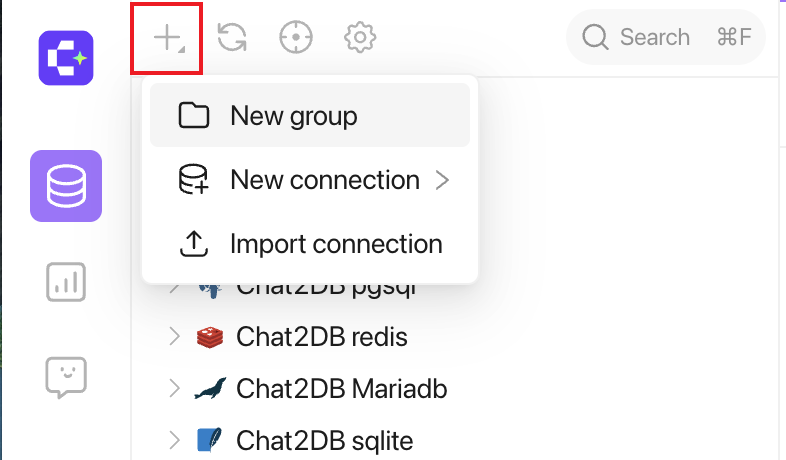 Search ⌘F
New group
New connection
Import connection
Chat2DB pgsql
Chat2DB redis
Chat2DB Mariadb
Chat2DB sqlite